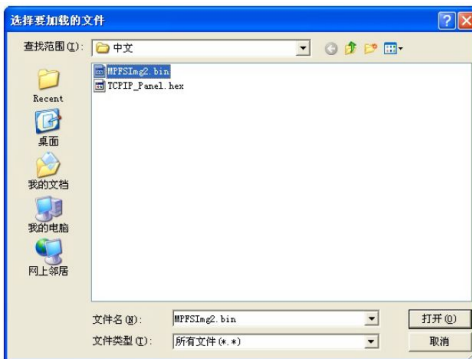 选择要加载的文件
查找范围(I):
中文
MPFSImg2.bin
TCPIP_Panel.hex
Recent
桌面
我的文档
我的电脑
网上邻居
文件名(N):
MPFSImg2.bin
打开(O)
文件类型(T):
所有文件(*.*)
取消